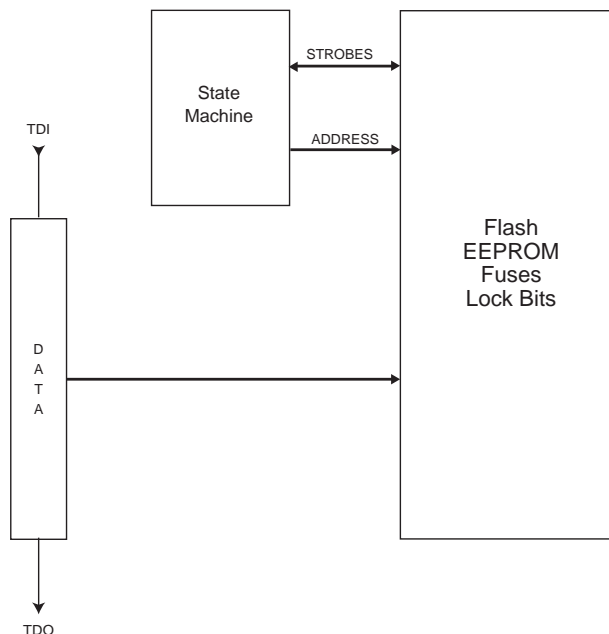 STROBES
State
Machine
ADDRESS
TDI
Flash
EEPROM
Fuses
Lock Bits
D
A
T
A
TDO